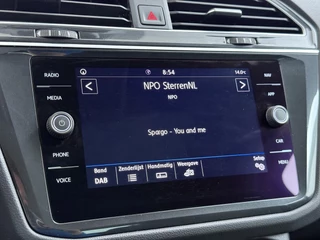 8:54
14.0°C
RADIO
MEDIA
PHONE
VOICE
NAV
APP
CAR
MENU
NPO SterrenNL
NPO
Spargo - You and me
Band
DAB
Zenderlijst
Handmatig
Weergave
Setup